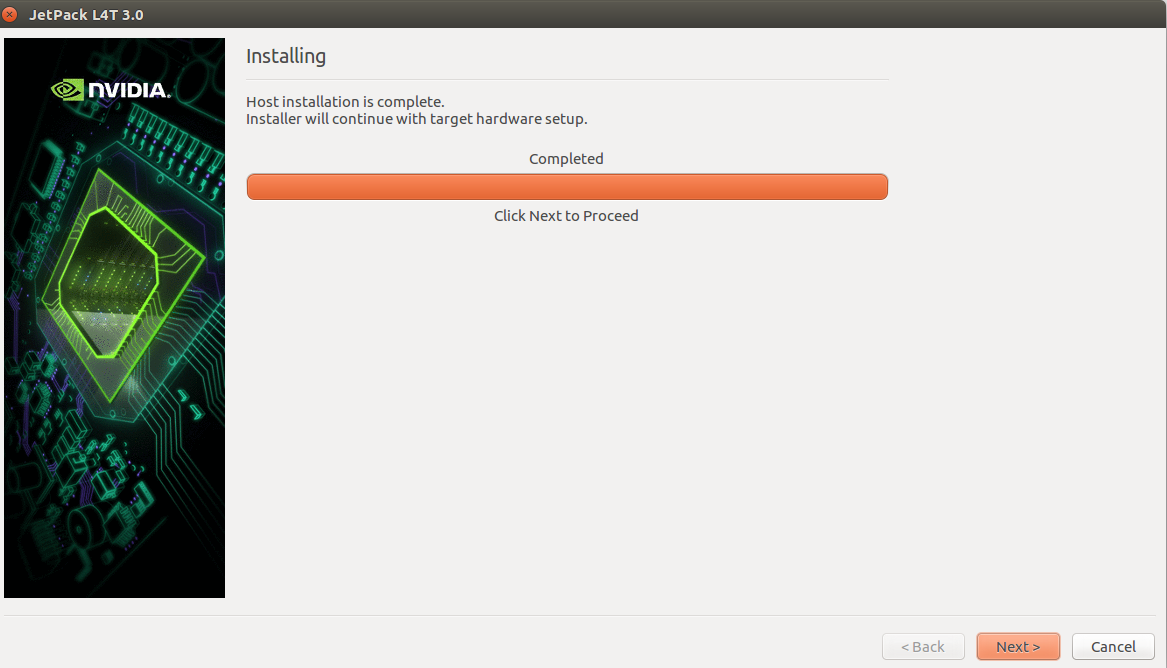 JetPack L4T 3.0
NVIDIA.
Installing
Host installation is complete.
Installer will continue with target hardware setup.
Completed
Click Next to Proceed
< Back
Next >
Cancel